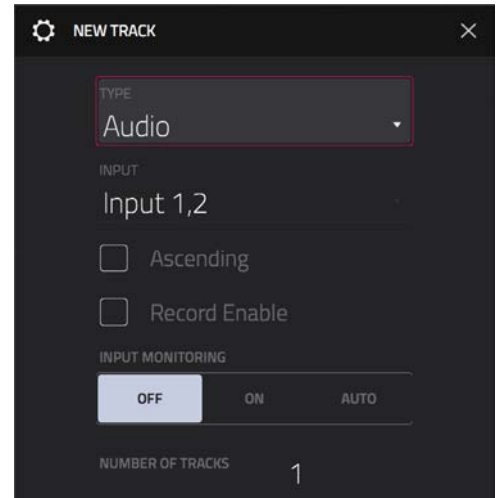 NEW TRACK
TYPE
Audio
INPUT
Input 1,2
Ascending
Record Enable
INPUT MONITORING
OFF ON AUTO
NUMBER OF TRACKS 1